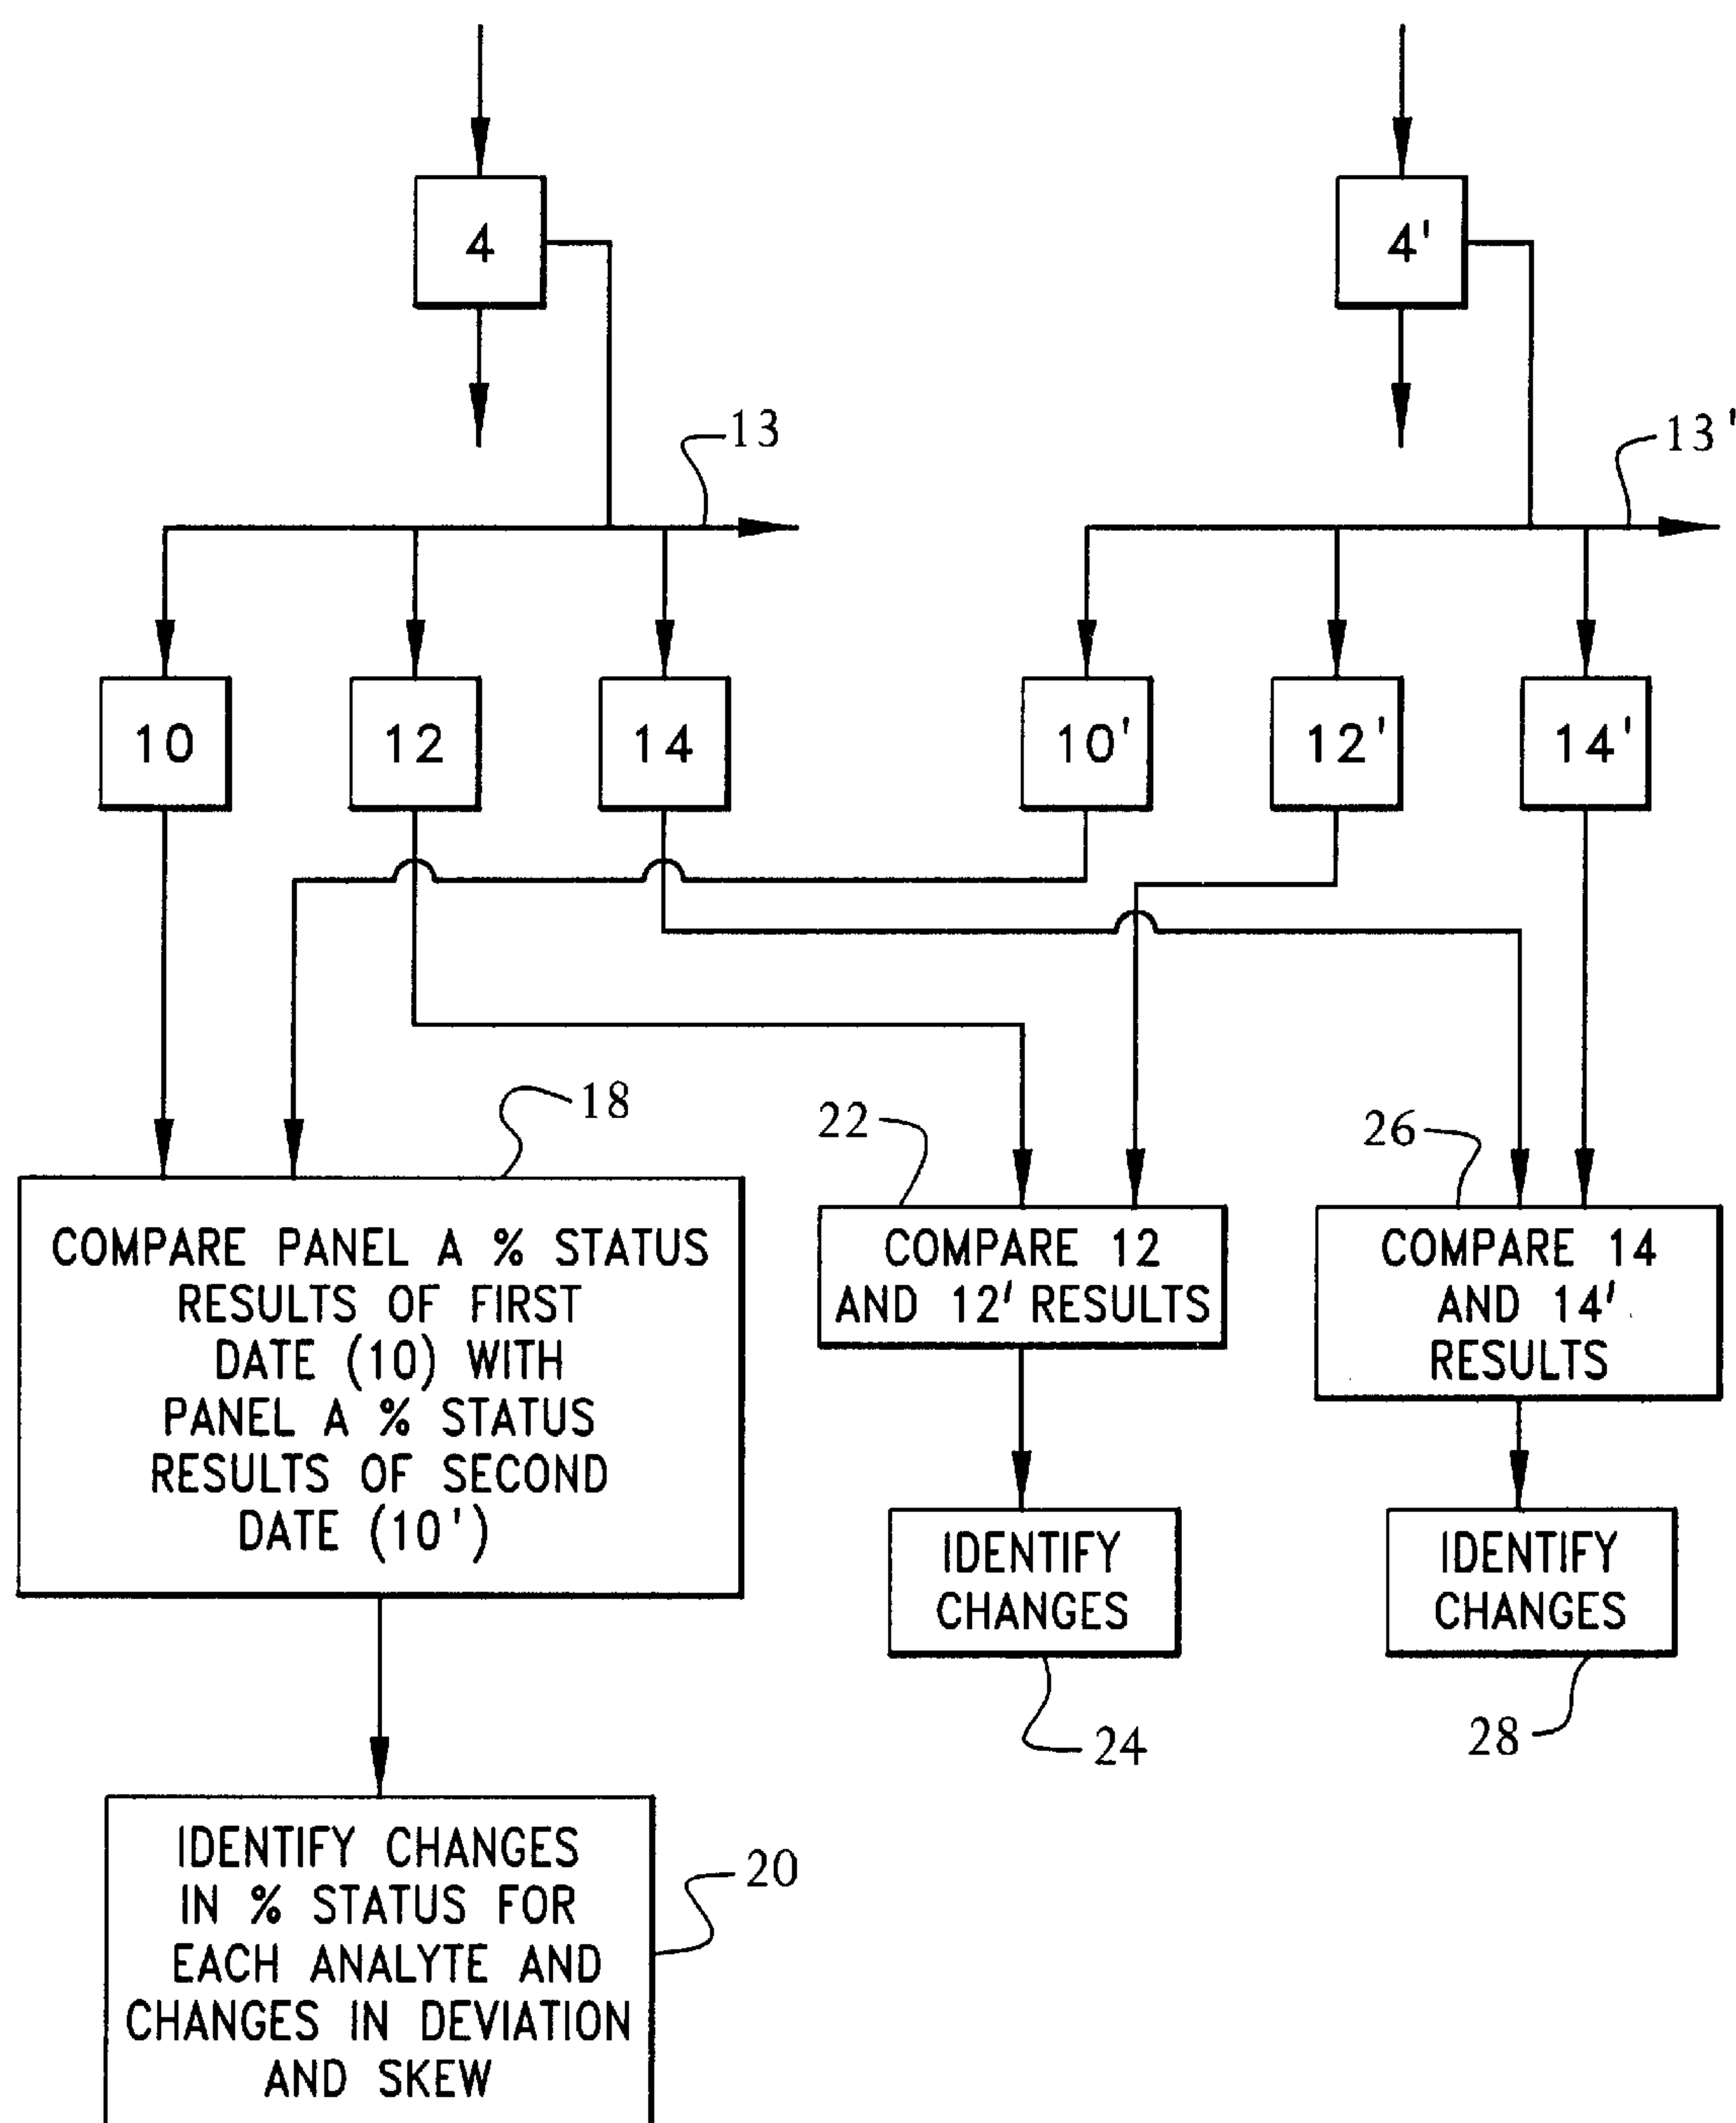 4
4'
13
13'
10
12
14
10'
12'
14'
18
22
26
COMPARE PANEL A % STATUS
RESULTS OF FIRST
DATE (10) WITH
PANEL A % STATUS
RESULTS OF SECOND
DATE (10')
COMPARE 12
AND 12' RESULTS
COMPARE 14
AND 14'
RESULTS
IDENTIFY
CHANGES
IDENTIFY
CHANGES
24
28
IDENTIFY CHANGES
IN % STATUS FOR
EACH ANALYTE AND
CHANGES IN DEVIATION
AND SKEW
20